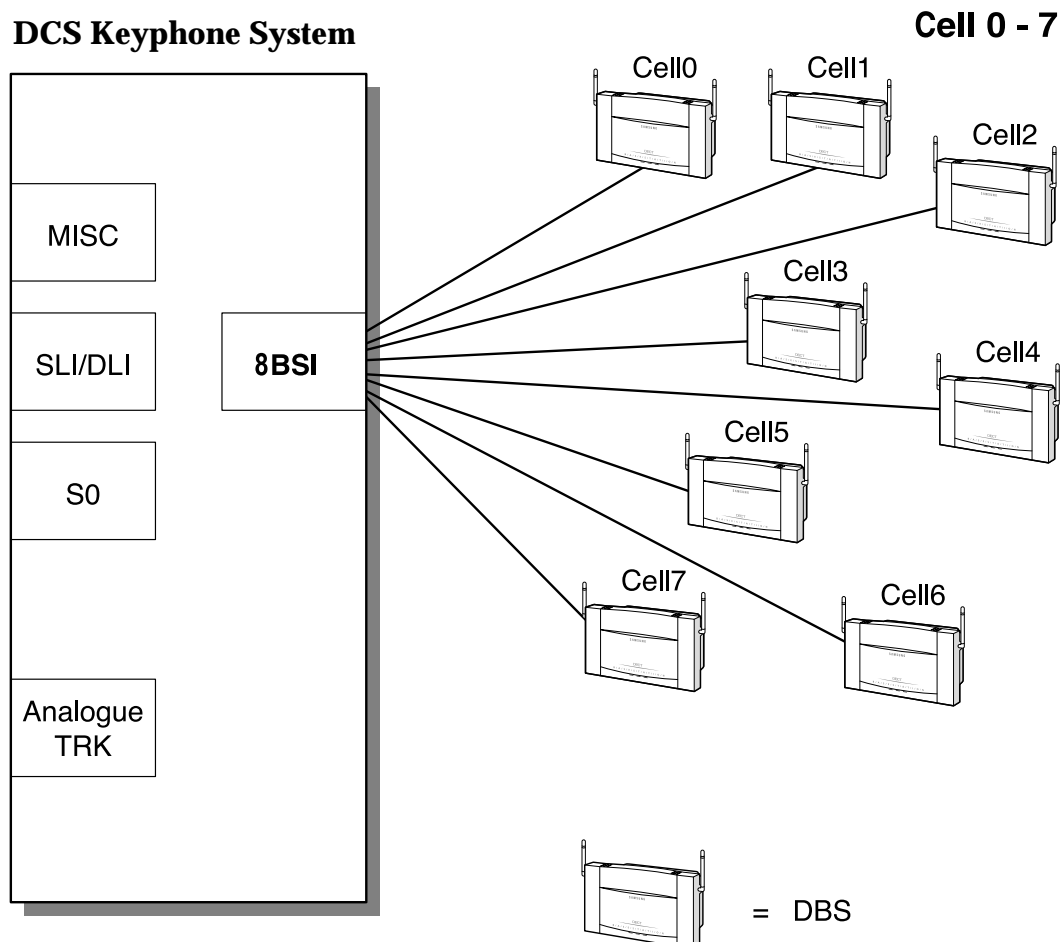 DCS Keyphone System
Cell 0 - 7
Cell0
Cell1
Cell2
MISC
Cell3
SLI/DLI
8BSI
Cell4
Cell5
S0
Cell7
Cell6
Analogue
TRK
= DBS